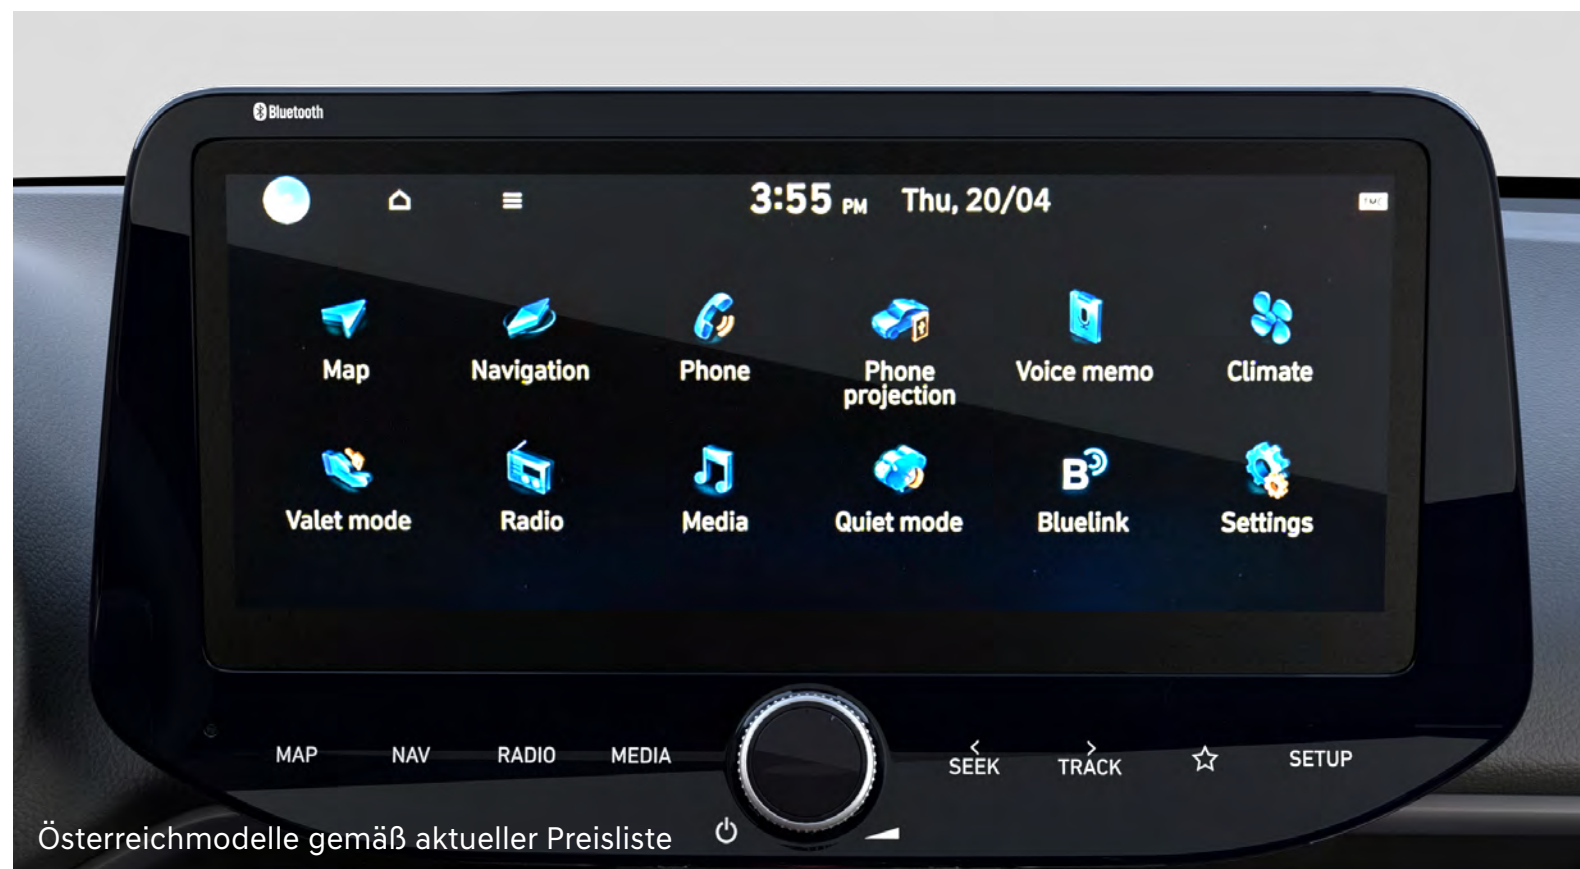 Bluetooth
3:55 PM Thu, 20/04
TMC
Map Navigation Phone Phone projection Voice memo Climate
Valet mode Radio Media Quiet mode Bluelink Settings
MAP NAV RADIO MEDIA SEEK TRACK SETUP
Österreichmodelle gemäß aktueller Preisliste